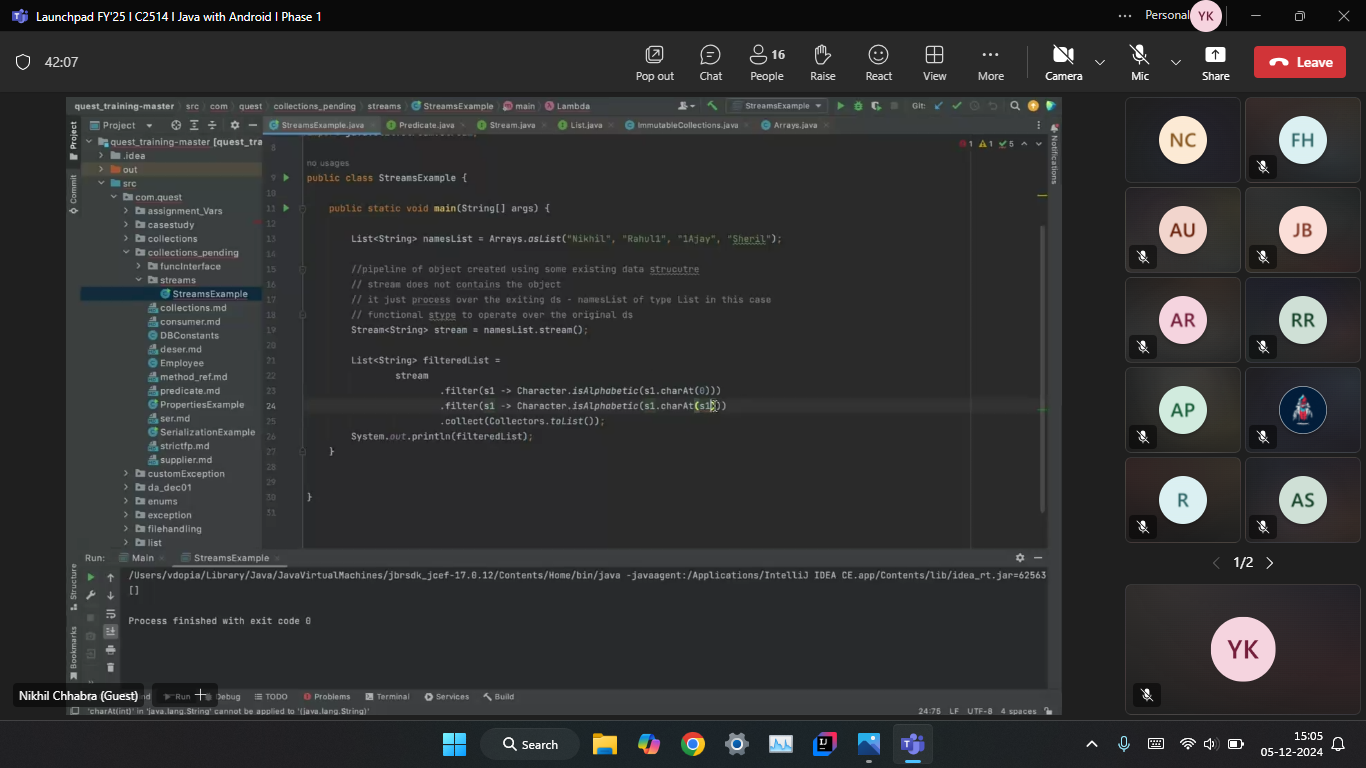 Launchpad FY'25 | C2514 | Java with Android | Phase 1
Personal YK
42:07
Pop out Chat 16 People Raise React View More Camera Mic Share Leave
quest_training-master src com quest collections_pending streams StreamsExample main Lambda StreamsExample Git:
Project
StreamsExample.java Predicate.java Stream.java List.java ImmutableCollections.java Arrays.java
Project
Commit
Notifications
1 1 5
quest_training-master [quest_tra
.idea
out
src
com.quest
assignment_Vars
casestudy
collections
collections_pending
funcInterface
streams
StreamsExample
collections.md
consumer.md
DBConstants
deser.md
Employee
method_ref.md
predicate.md
PropertiesExample
ser.md
SerializationExample
strictfp.md
supplier.md
customException
da_dec01
enums
exception
filehandling
list
8
no usages
9 public class StreamsExample {
10
11 public static void main(String[] args) {
12
13 List<String> namesList = Arrays.asList("Nikhil", "Rahul1", "1Ajay", "Sheril");
14
15 //pipeline of object created using some existing data strucutre
16 // stream does not contains the object
17 // it just process over the exiting ds - namesList of type List in this case
18 // functional stype to operate over the original ds
19 Stream<String> stream = namesList.stream();
20
21 List<String> filteredList =
22 stream
23 .filter(s1 -> Character.isAlphabetic(s1.charAt(0)))
24 .filter(s1 -> Character.isAlphabetic(s1.charAt(s1)))
25 .collect(Collectors.toList());
26 System.out.println(filteredList);
27 }
28
29
30 }
31
Run: Main StreamsExample
/Users/vdopia/Library/Java/JavaVirtualMachines/jbrsdk_jcef-17.0.12/Contents/Home/bin/java -javaagent:/Applications/IntelliJ IDEA CE.app/Contents/lib/idea_rt.jar=62563
[]
Process finished with exit code 0
Structure
Bookmarks
Nikhil Chhabra (Guest)
Run Debug TODO Problems Terminal Services Build
'charAt(int)' in 'java.lang.String' cannot be applied to '(java.lang.String)'
24:75 LF UTF-8 4 spaces
NC
FH
AU
JB
AR
RR
AP
R
AS
1/2
YK
Search
15:05
05-12-2024